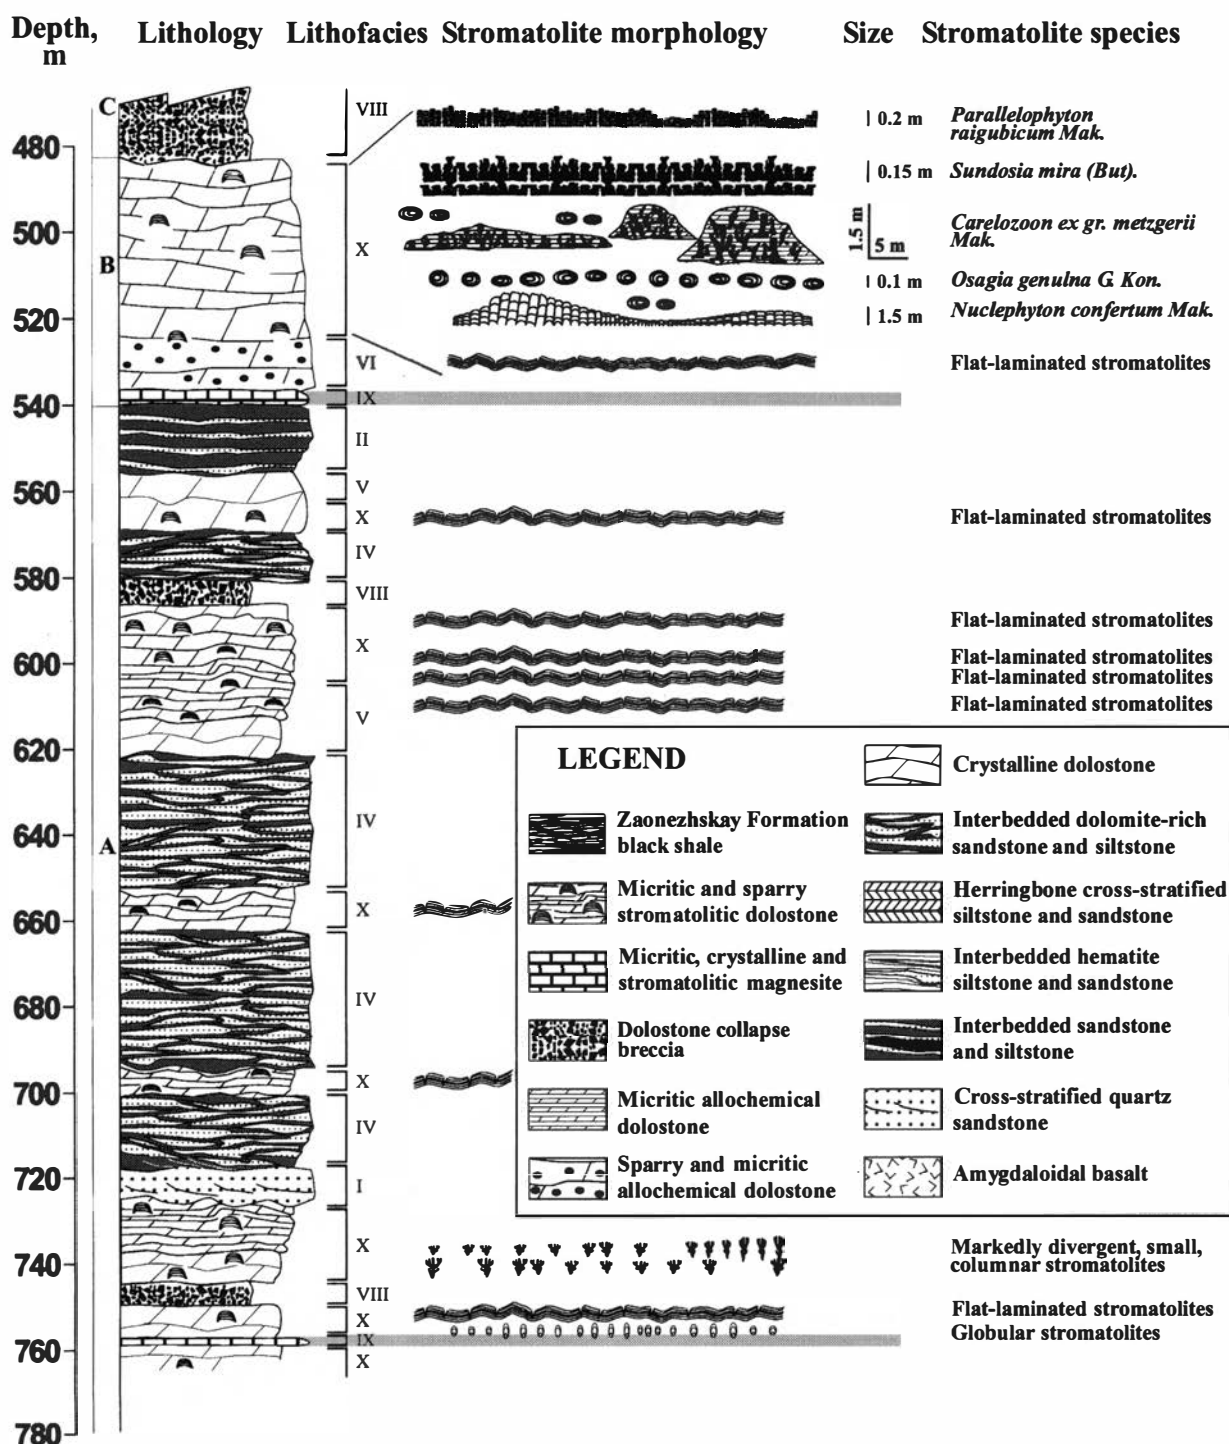 Depth, m
Lithology
Lithofacies
Stromatolite morphology
Size
Stromatolite species
480
500
520
540
560
580
600
620
640
660
680
700
720
740
760
780
C
B
A
VIII
X
VI
IX
II
V
X
IV
VIII
X
V
IV
X
IV
X
IV
I
X
VIII
X
IX
X
0.2 m
Parallelophyton
raigubicum Mak.
0.15 m
Sundosia mira (But).
1.5 m
5 m
Carelozoon ex gr. metzgerii
Mak.
0.1 m
Osagia genulna G. Kon.
1.5 m
Nuclephyton confertum Mak.
Flat-laminated stromatolites
Flat-laminated stromatolites
Flat-laminated stromatolites
Flat-laminated stromatolites
Flat-laminated stromatolites
Flat-laminated stromatolites
LEGEND
Zaonezhskay Formation
black shale
Micritic and sparry
stromatolitic dolostone
Micritic, crystalline and
stromatolitic magnesite
Dolostone collapse
breccia
Micritic allochemical
dolostone
Sparry and micritic
allochemical dolostone
Crystalline dolostone
Interbedded dolomite-rich
sandstone and siltstone
Herringbone cross-stratified
siltstone and sandstone
Interbedded hematite
siltstone and sandstone
Interbedded sandstone
and siltstone
Cross-stratified quartz
sandstone
Amygdaloidal basalt
Markedly divergent, small,
columnar stromatolites
Flat-laminated stromatolites
Globular stromatolites